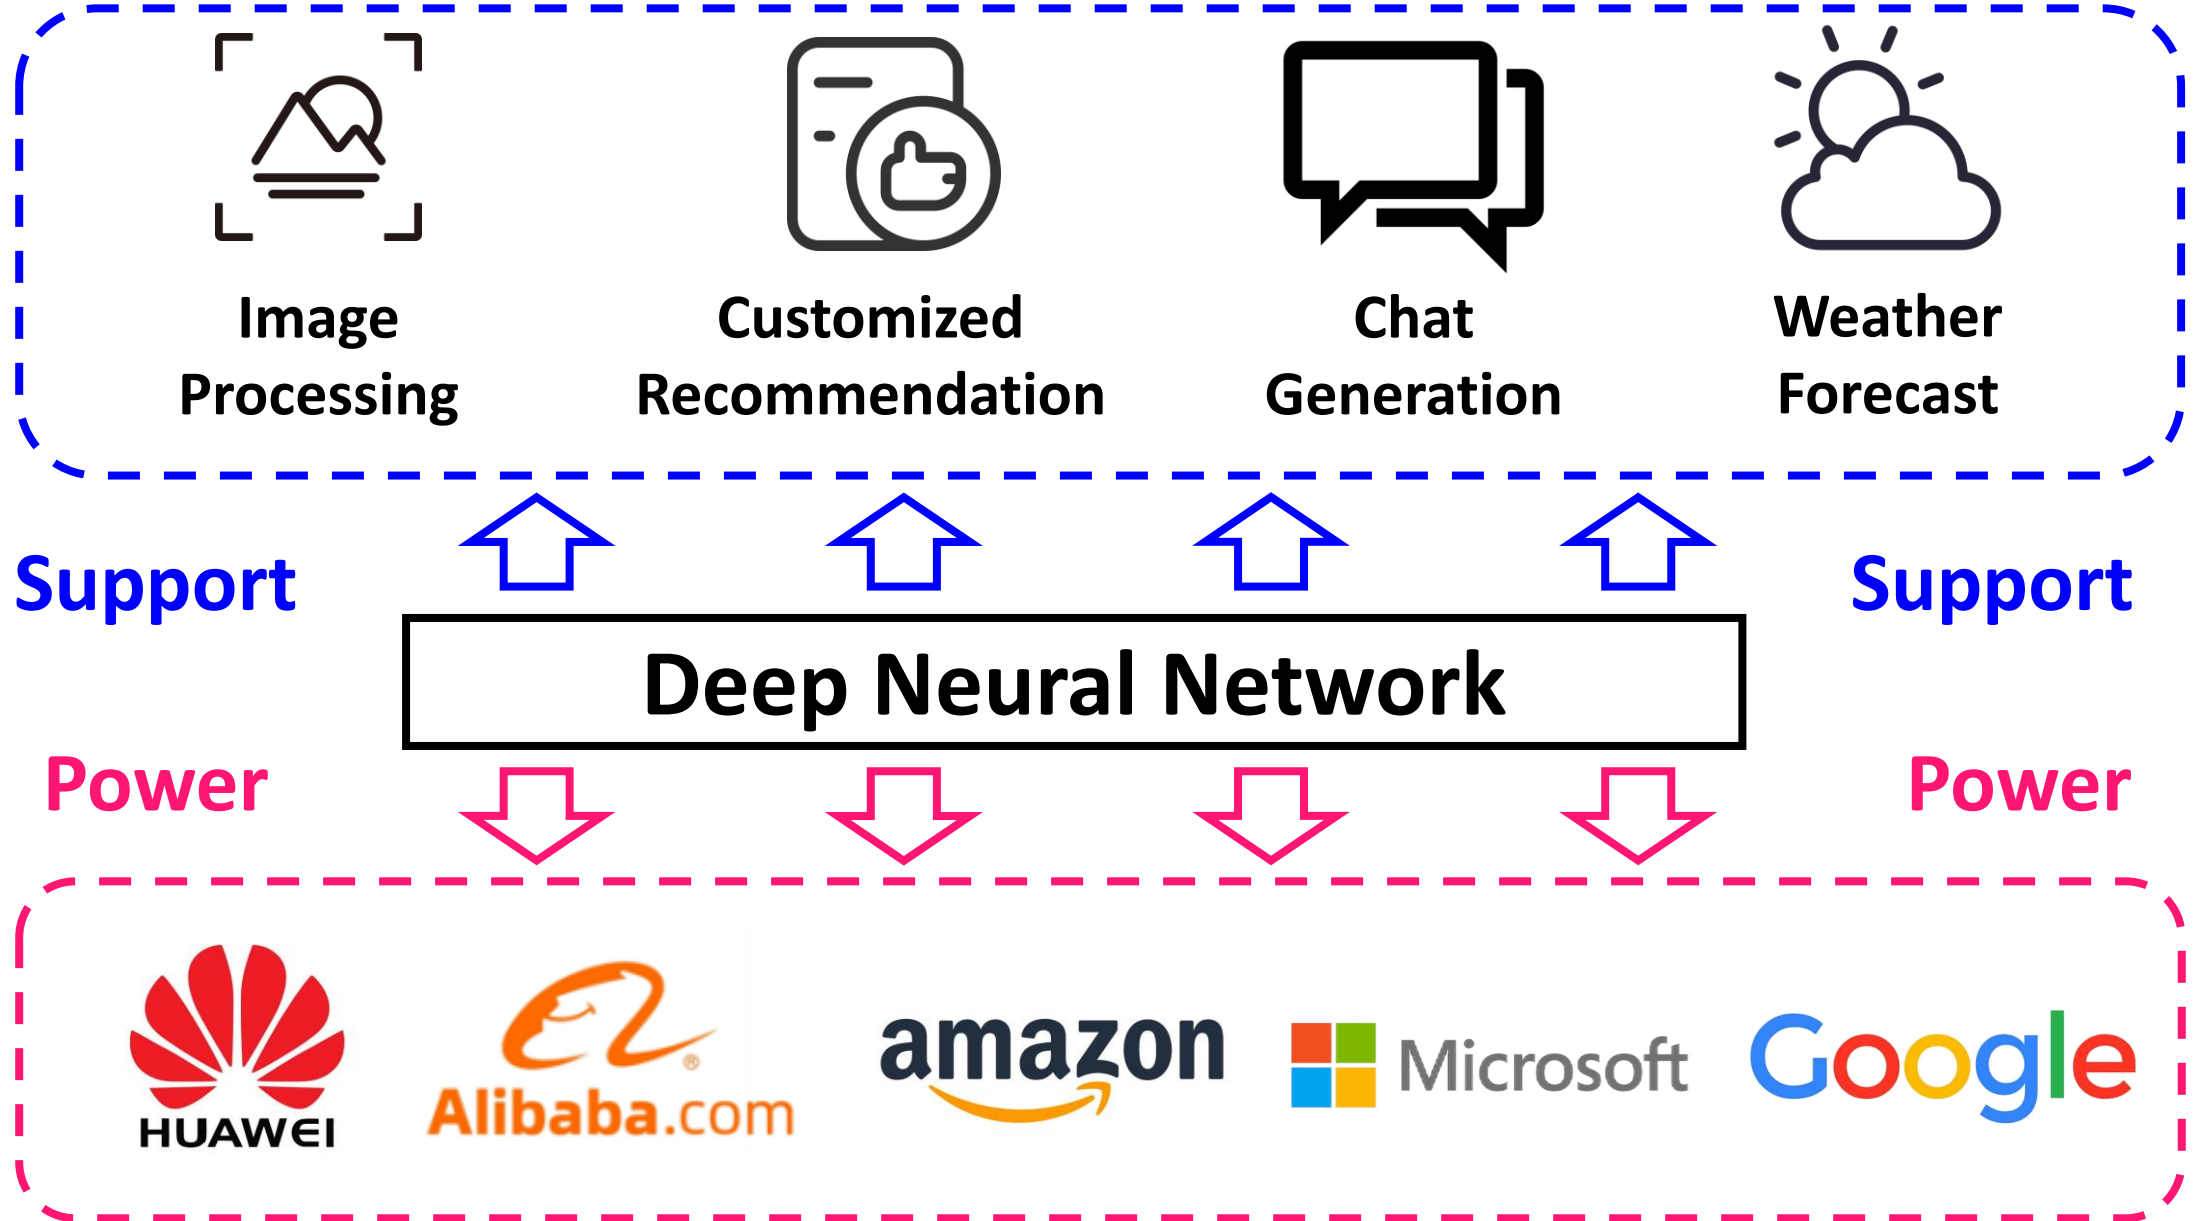 Image
Processing
Customized
Recommendation
Chat
Generation
Weather
Forecast
Support
Support
Deep Neural Network
Power
Power
HUAWEI
Alibaba.com
amazon
Microsoft
Google